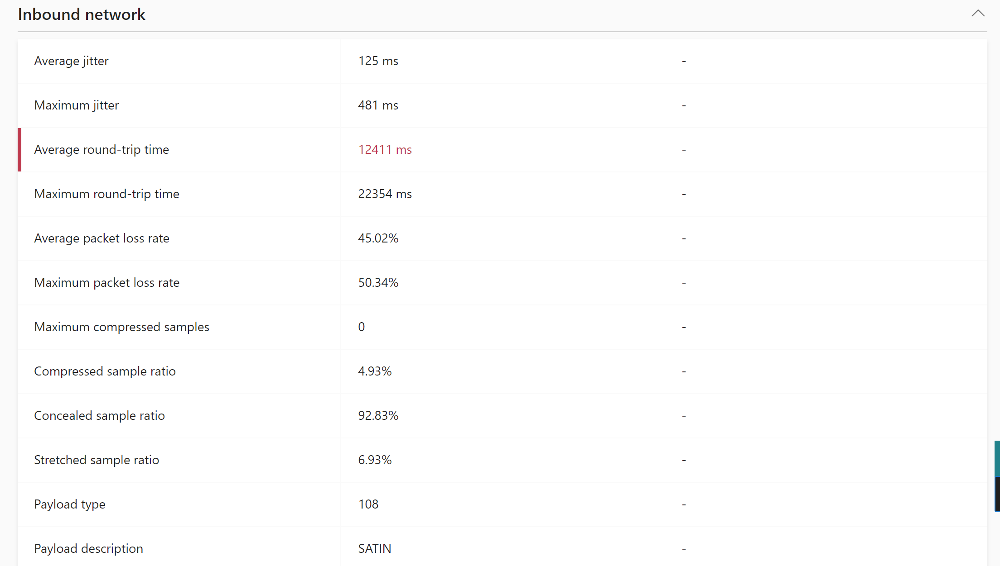 Inbound network
Average jitter 125 ms -
Maximum jitter 481 ms -
Average round-trip time 12411 ms -
Maximum round-trip time 22354 ms -
Average packet loss rate 45.02% -
Maximum packet loss rate 50.34% -
Maximum compressed samples 0 -
Compressed sample ratio 4.93% -
Concealed sample ratio 92.83% -
Stretched sample ratio 6.93% -
Payload type 108 -
Payload description SATIN -